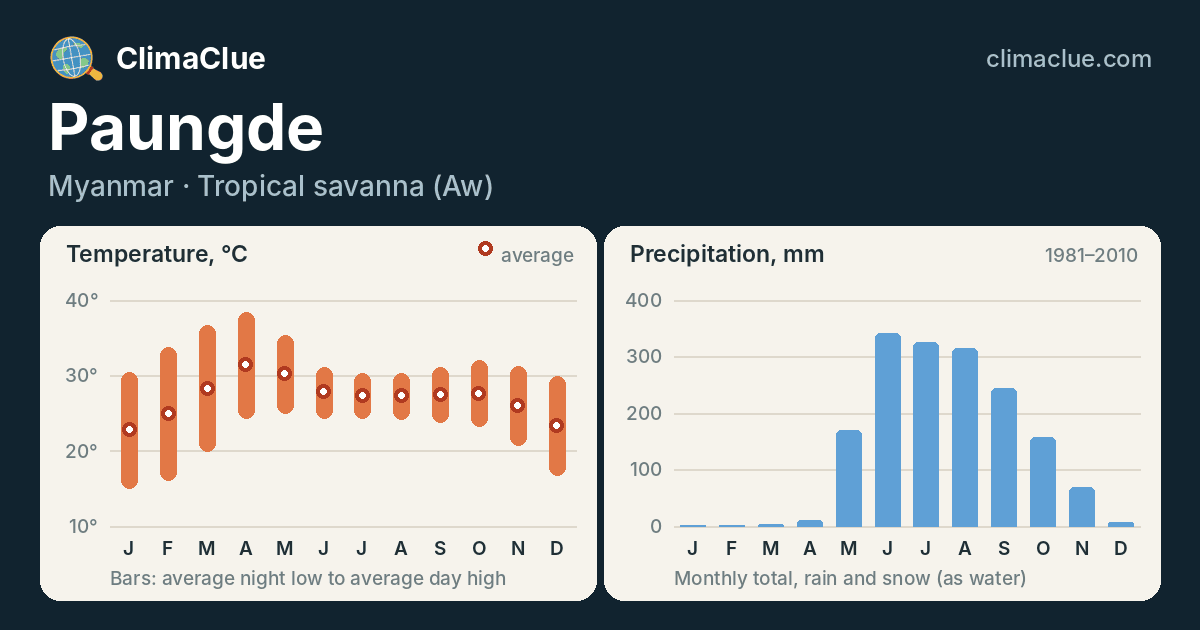 ClimaClue
climaclue.com
Paungde
Myanmar · Tropical savanna (Aw)
Temperature, °C
average
40°
30°
20°
10°
J F M A M J J A S O N D
Bars: average night low to average day high
Precipitation, mm
1981–2010
400
300
200
100
0
J F M A M J J A S O N D
Monthly total, rain and snow (as water)